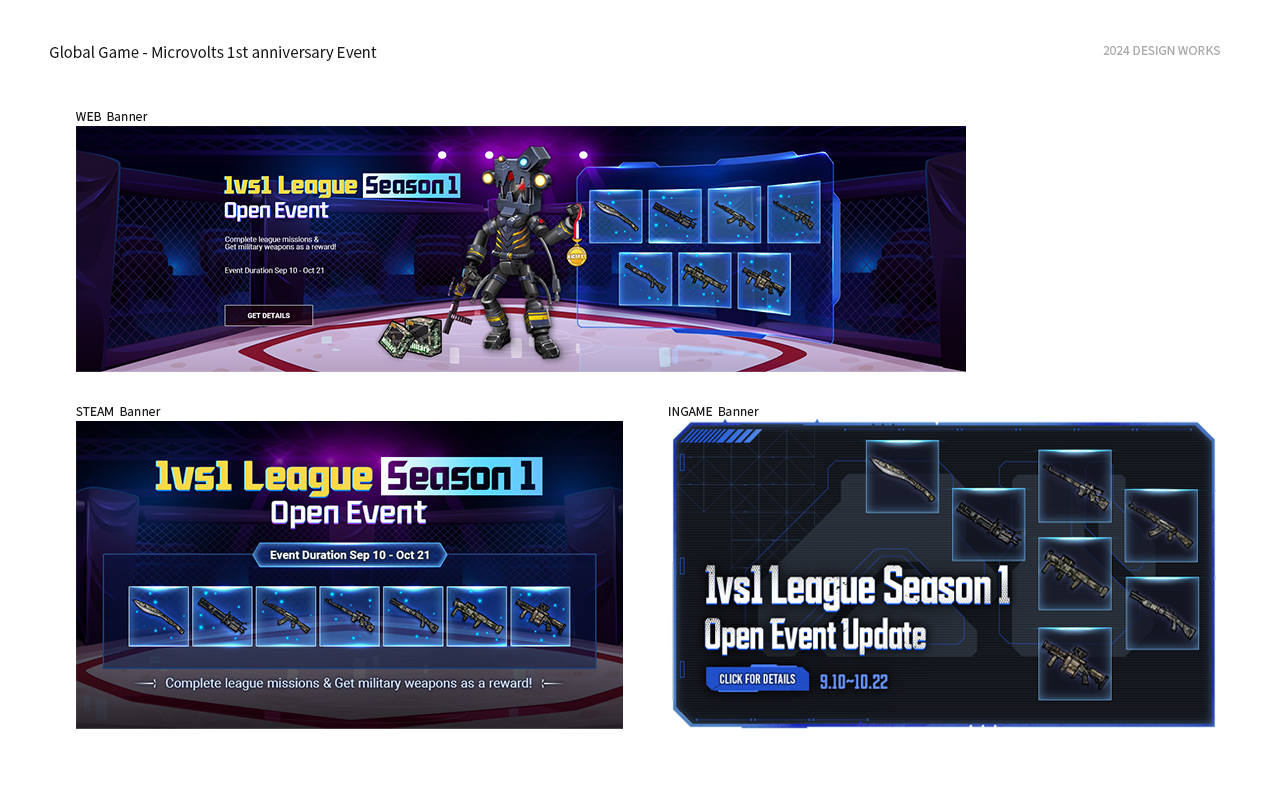 Global Game - Microvolts 1st anniversary Event
2024 DESIGN WORKS
WEB Banner
1vs1 League Season 1
Open Event
Complete league missions &
Get military weapons as a reward!
Event Duration Sep 10 - Oct 21
GET DETAILS
STEAM Banner
1vs1 League Season 1
Open Event
Event Duration Sep 10 - Oct 21
Complete league missions & Get military weapons as a reward!
INGAME Banner
1vs1 League Season 1
Open Event Update
CLICK FOR DETAILS
9.10~10.22